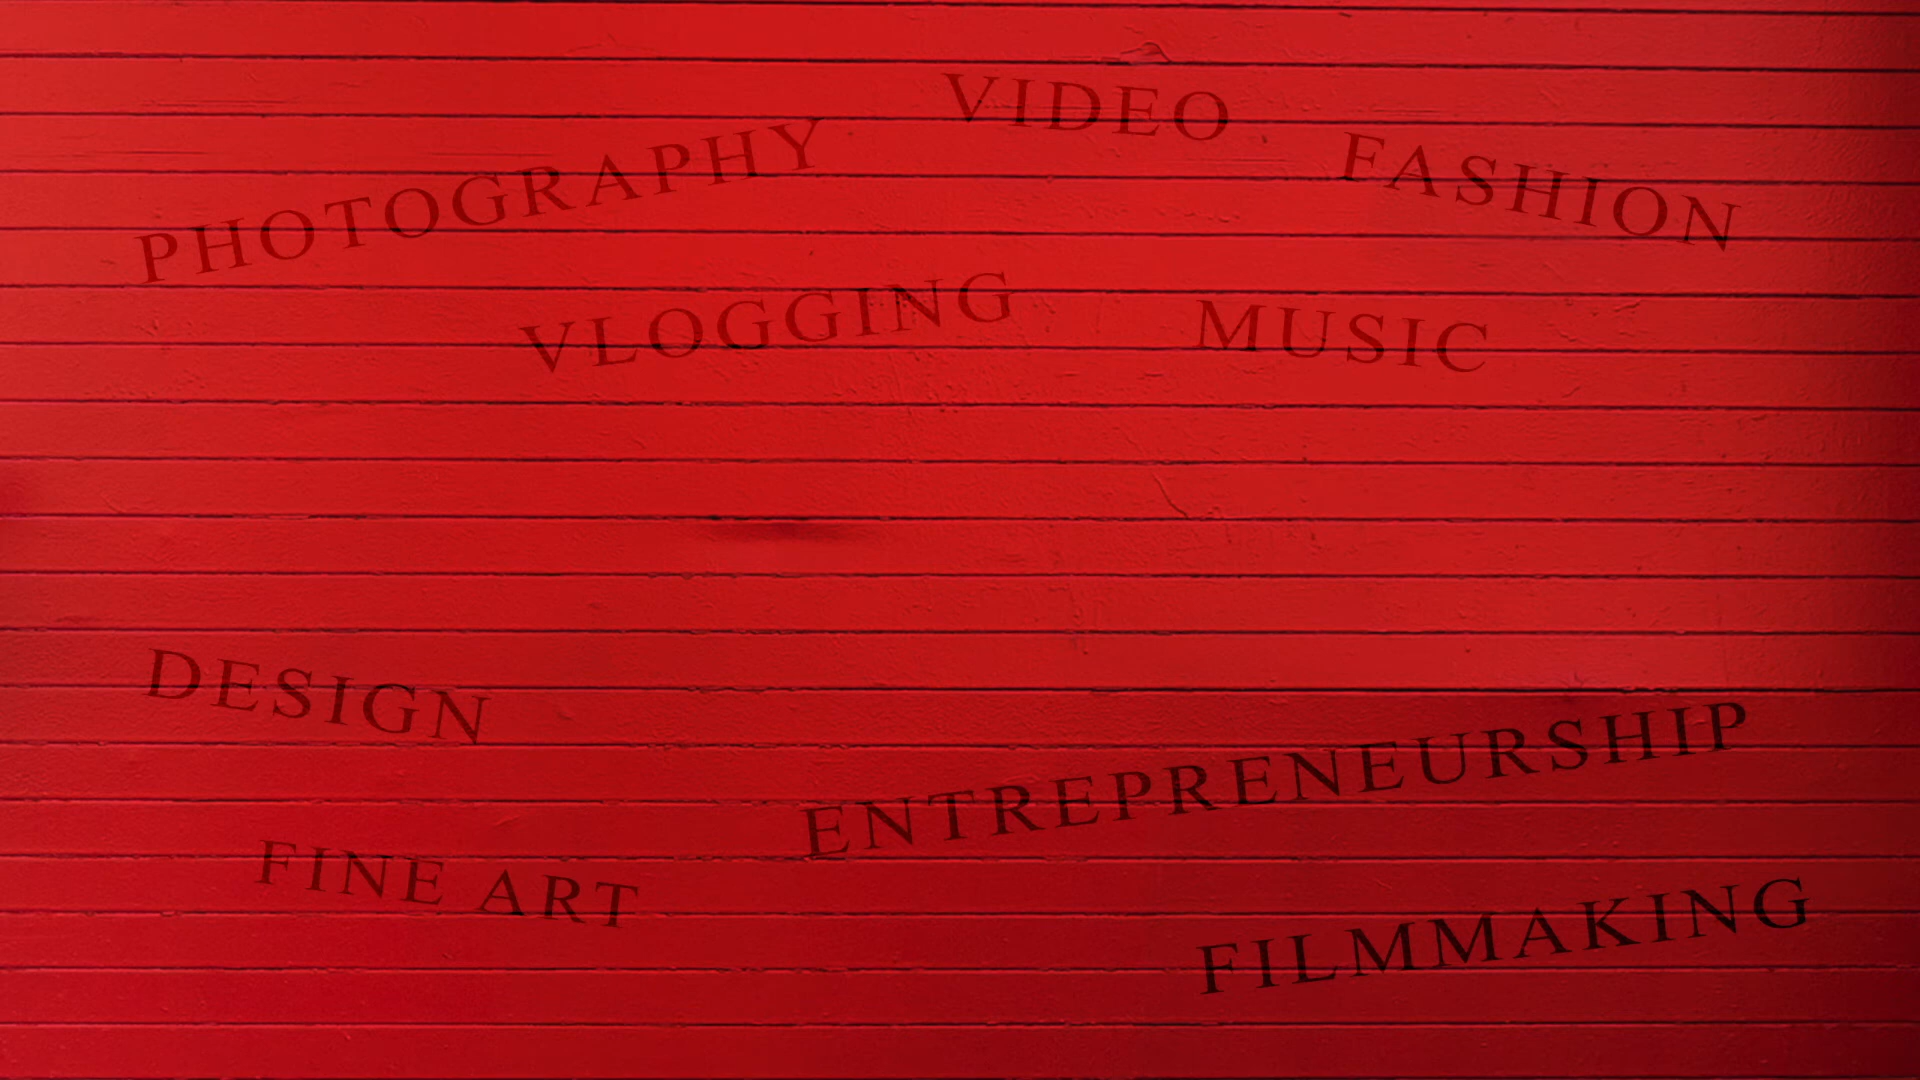 VIDEO
PHOTOGRAPHY
FASHION
VLOGGING
MUSIC
DESIGN
ENTREPRENEURSHIP
FINE ART
FILMMAKING